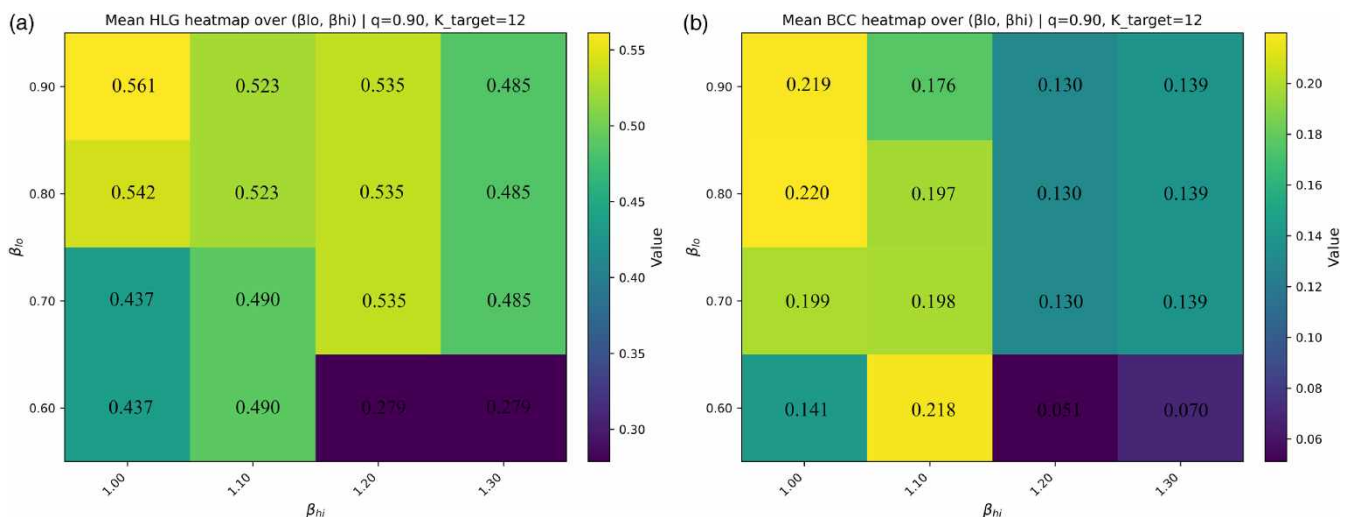 (a)
Mean HLG heatmap over (βlo, βhi) | q=0.90, K_target=12
0.90
0.80
0.70
0.60
β_lo
0.561 0.523 0.535 0.485
0.542 0.523 0.535 0.485
0.437 0.490 0.535 0.485
0.437 0.490 0.279 0.279
1.00 1.10 1.20 1.30
β_hi
0.55
0.50
0.45
0.40
0.35
0.30
Value
(b)
Mean BCC heatmap over (βlo, βhi) | q=0.90, K_target=12
0.90
0.80
0.70
0.60
β_lo
0.219 0.176 0.130 0.139
0.220 0.197 0.130 0.139
0.199 0.198 0.130 0.139
0.141 0.218 0.051 0.070
1.00 1.10 1.20 1.30
β_hi
0.20
0.18
0.16
0.14
0.12
0.10
0.08
0.06
Value